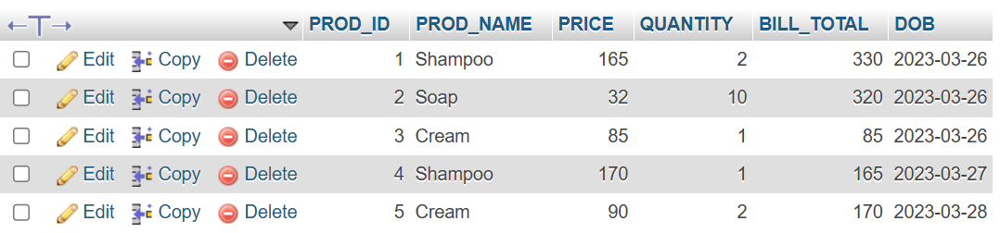 PROD_ID PROD_NAME PRICE QUANTITY BILL_TOTAL DOB
Edit Copy Delete 1 Shampoo 165 2 330 2023-03-26
Edit Copy Delete 2 Soap 32 10 320 2023-03-26
Edit Copy Delete 3 Cream 85 1 85 2023-03-26
Edit Copy Delete 4 Shampoo 170 1 165 2023-03-27
Edit Copy Delete 5 Cream 90 2 170 2023-03-28